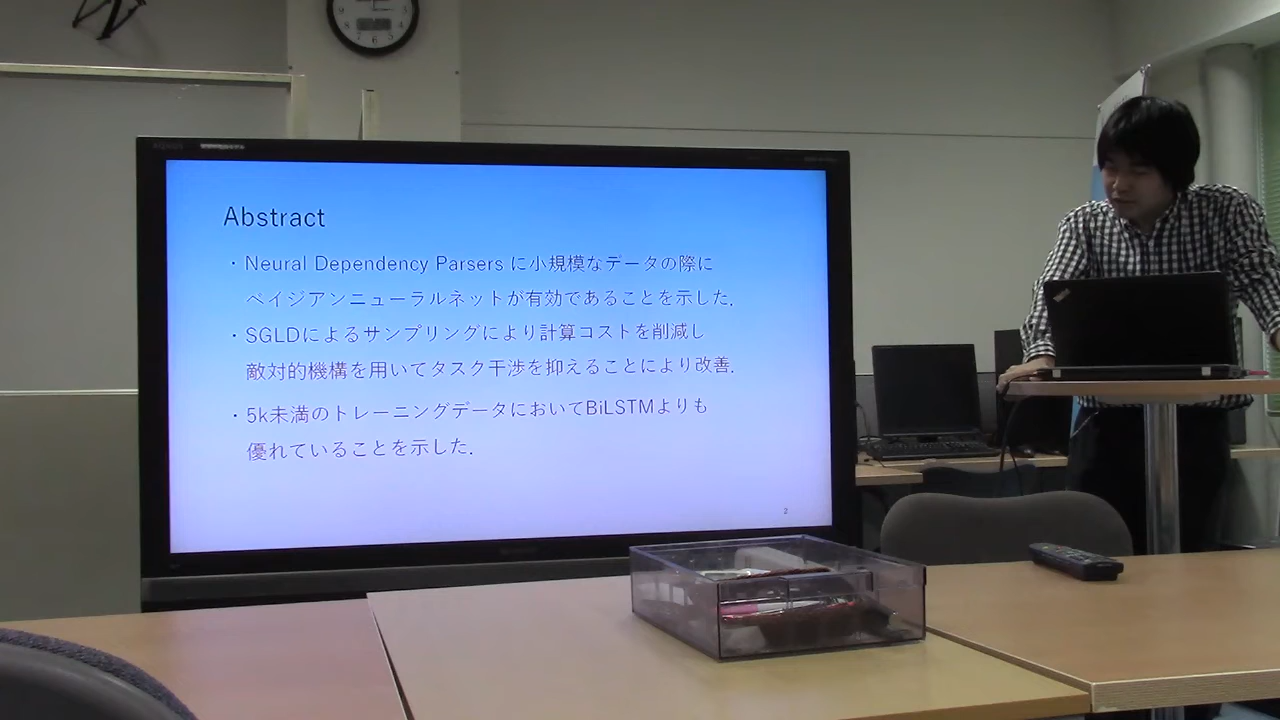 Abstract
・Neural Dependency Parsers に小規模なデータの際に
ベイジアンニューラルネットが有効であることを示した.
・SGLDによるサンプリングにより計算コストを削減し
敵対的機構を用いてタスク干渉を抑えることにより改善.
・5k未満のトレーニングデータにおいてBiLSTMよりも
優れていることを示した.
2